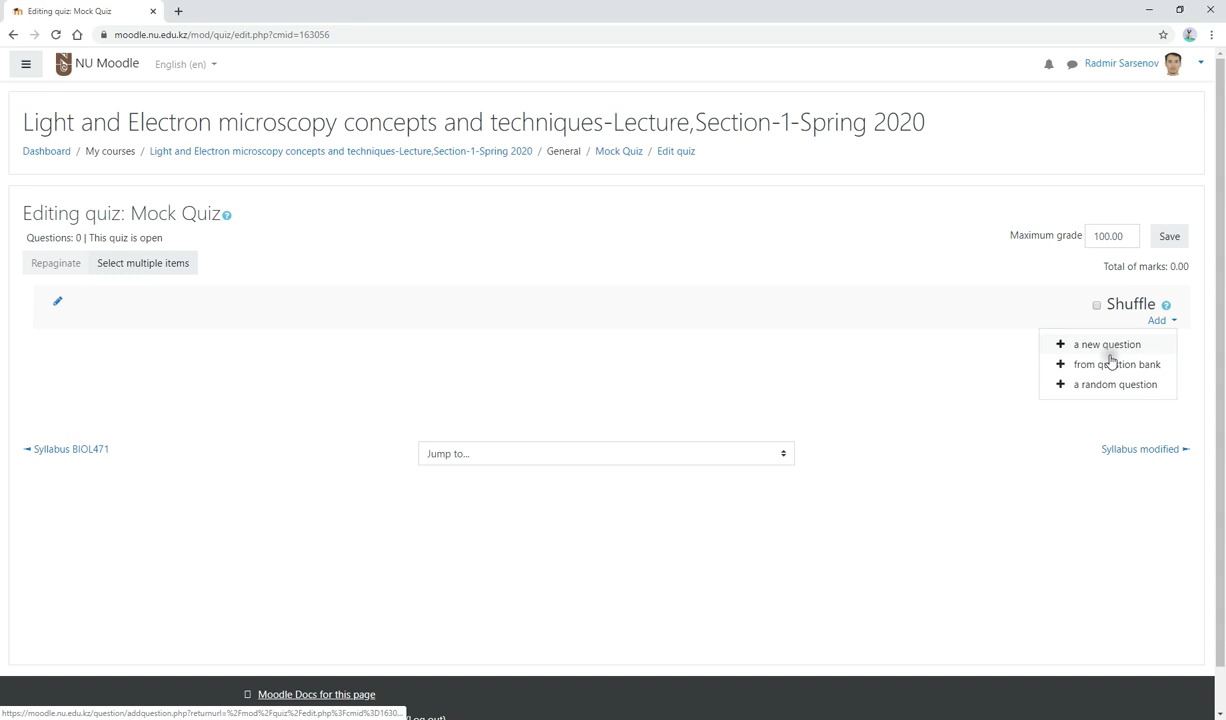 Editing quiz: Mock Quiz
moodle.nu.edu.kz/mod/quiz/edit.php?cmid=163056
NU Moodle
English (en)
Radmir Sarsenov
Light and Electron microscopy concepts and techniques-Lecture,Section-1-Spring 2020
Dashboard / My courses / Light and Electron microscopy concepts and techniques-Lecture,Section-1-Spring 2020 / General / Mock Quiz / Edit quiz
Editing quiz: Mock Quiz
Questions: 0 | This quiz is open
Maximum grade 100.00 Save
Repaginate Select multiple items
Total of marks: 0.00
Shuffle
Add
a new question
from question bank
a random question
◄ Syllabus BIOL471
Jump to...
Syllabus modified ►
Moodle Docs for this page
https://moodle.nu.edu.kz/question/addquestion.php?returnurl=%2Fmod%2Fquiz%2Fedit.php%3Fcmid%3D1630...
(Log out)